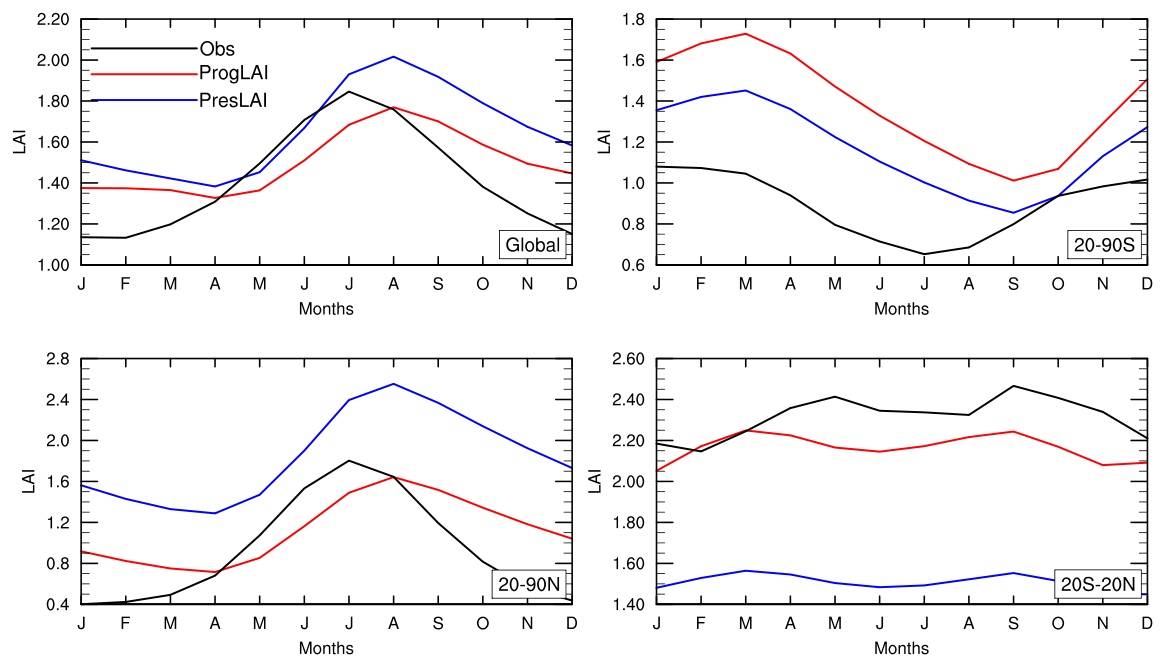 2.20
2.00
1.80
1.60
1.40
1.20
1.00
LAI
Obs
ProgLAI
PresLAI
Global
J F M A M J J A S O N D
Months
1.8
1.6
1.4
1.2
1.0
0.8
0.6
LAI
20-90S
J F M A M J J A S O N D
Months
2.8
2.4
2.0
1.6
1.2
0.8
0.4
LAI
20-90N
J F M A M J J A S O N D
Months
2.60
2.40
2.20
2.00
1.80
1.60
1.40
LAI
20S-20N
J F M A M J J A S O N D
Months